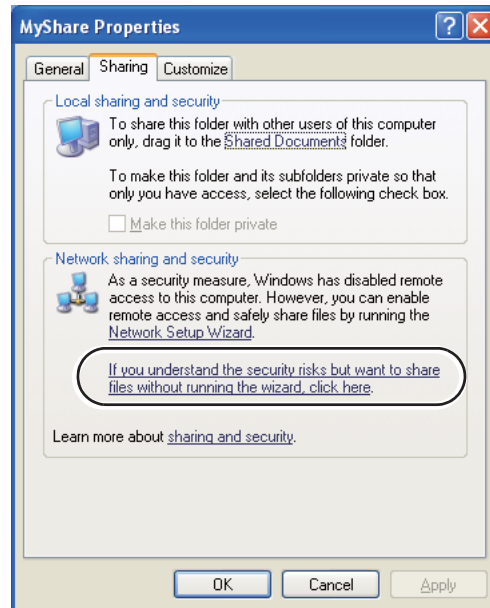 MyShare Properties
General Sharing Customize
Local sharing and security
To share this folder with other users of this computer
only, drag it to the Shared Documents folder.
To make this folder and its subfolders private so that
only you have access, select the following check box.
Make this folder private
Network sharing and security
As a security measure, Windows has disabled remote
access to this computer. However, you can enable
remote access and safely share files by running the
Network Setup Wizard.
If you understand the security risks but want to share
files without running the wizard, click here.
Learn more about sharing and security.
OK Cancel Apply